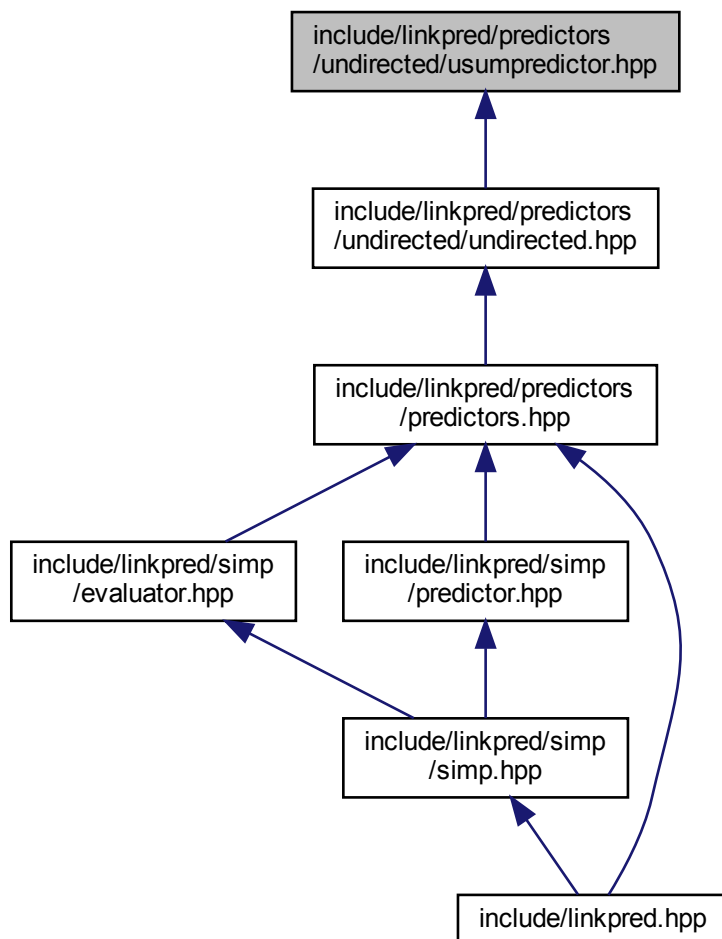 include/linkpred/predictors
/undirected/usumpredictor.hpp
include/linkpred/predictors
/undirected/undirected.hpp
include/linkpred/predictors
/predictors.hpp
include/linkpred/simp
/evaluator.hpp
include/linkpred/simp
/predictor.hpp
include/linkpred/simp
/simp.hpp
include/linkpred.hpp